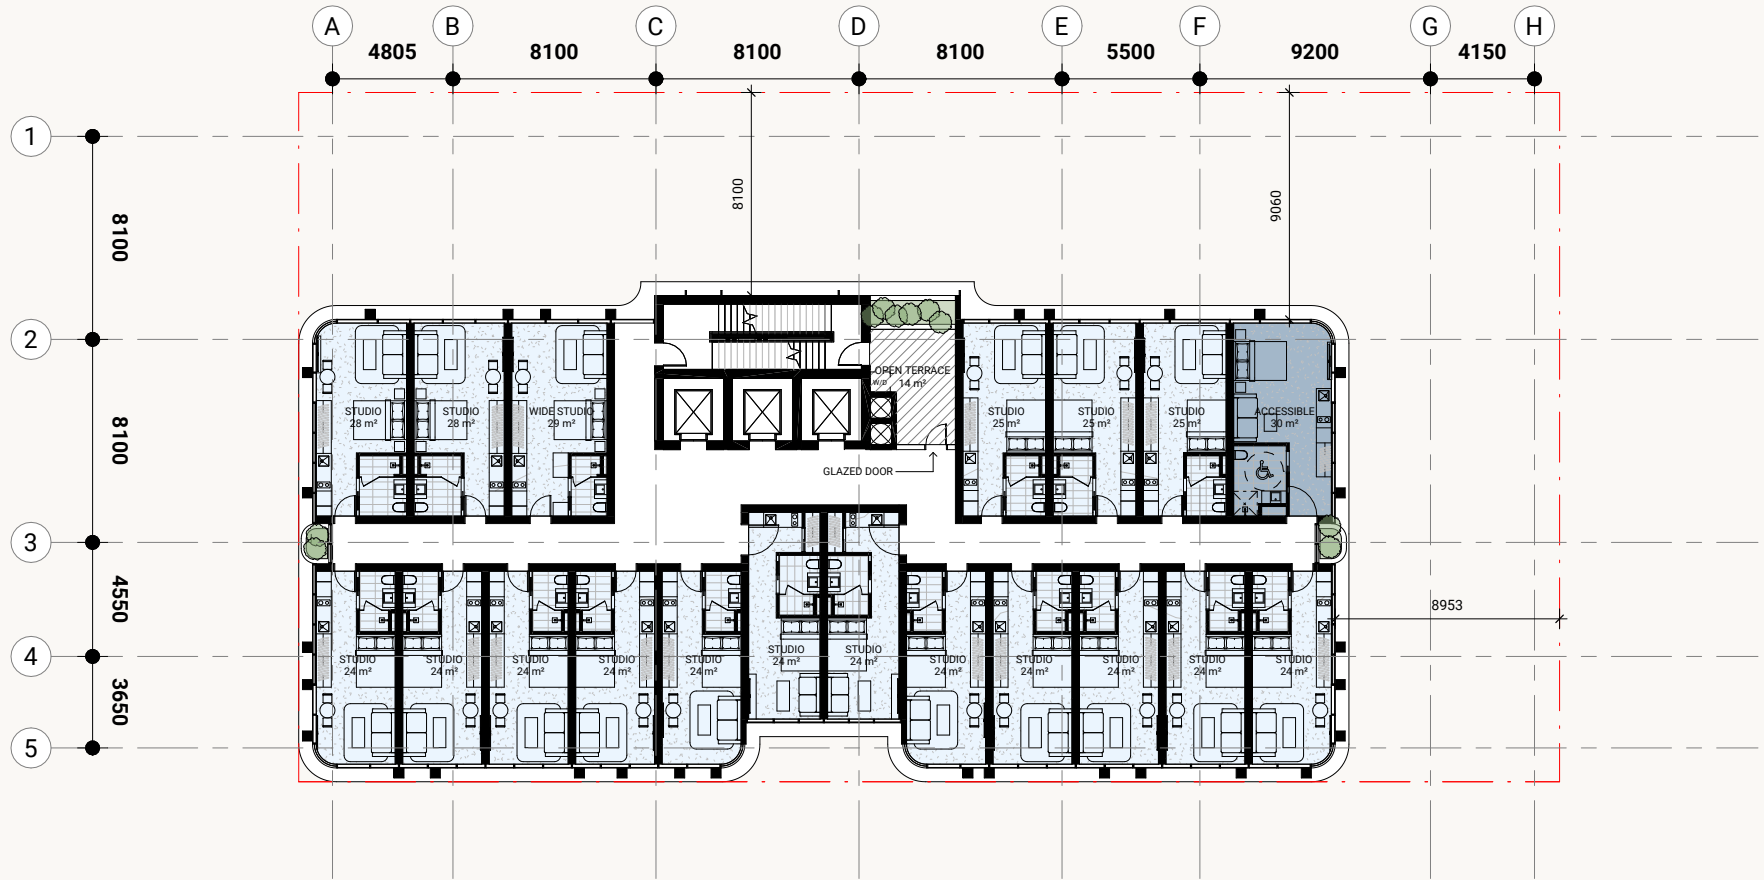 A B C D E F G H
4805 8100 8100 8100 5500 9200 4150
1
2
3
4
5
8100
8100
4550
3650
8100
9060
8953
OPEN TERRACE
W/D
14 m²
GLAZED DOOR
STUDIO
28 m²
STUDIO
28 m²
WIDE STUDIO
29 m²
STUDIO
25 m²
STUDIO
25 m²
STUDIO
25 m²
ACCESSIBLE
30 m²
STUDIO
24 m²
STUDIO
24 m²
STUDIO
24 m²
STUDIO
24 m²
STUDIO
24 m²
STUDIO
24 m²
STUDIO
24 m²
STUDIO
24 m²
STUDIO
24 m²
STUDIO
24 m²
STUDIO
24 m²
STUDIO
24 m²